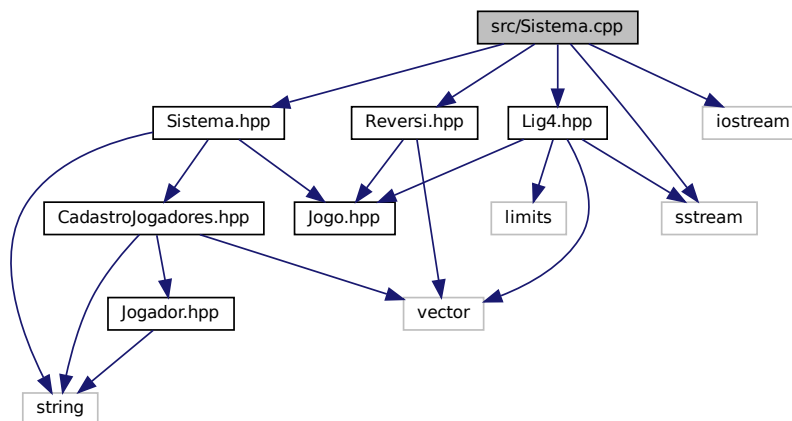 src/Sistema.cpp
Sistema.hpp
Reversi.hpp
Lig4.hpp
iostream
CadastroJogadores.hpp
Jogo.hpp
limits
sstream
Jogador.hpp
vector
string